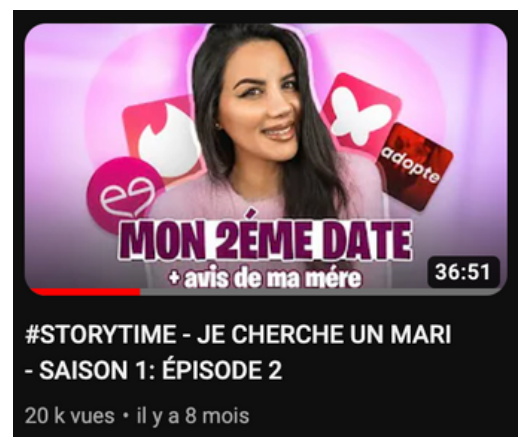 adopte
MON 2ÉME DATE
+ avis de ma mére
36:51
#STORYTIME - JE CHERCHE UN MARI
- SAISON 1: ÉPISODE 2
20 k vues • il y a 8 mois